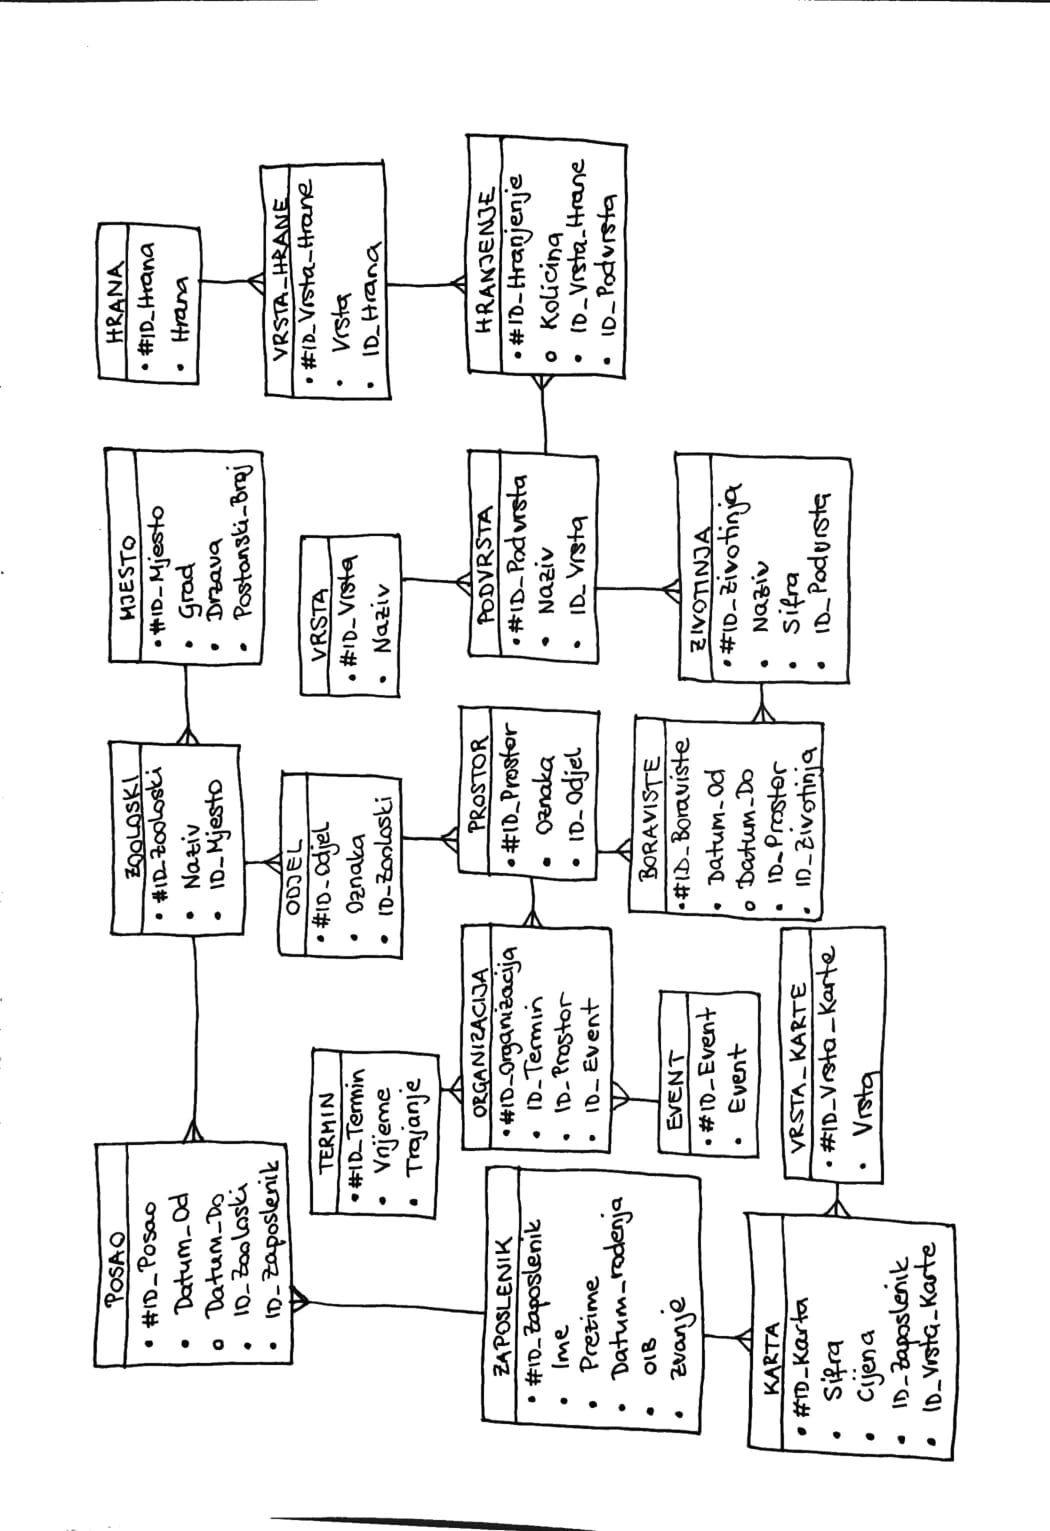 POSAO
• #ID_Posao
• Datum_Od
o Datum_Do
• ID_Zooloski
• ID_Zaposlenik
ZOOLOSKI
• #ID_Zooloski
• Naziv
• ID_Mjesto
MJESTO
• #ID_Mjesto
• Grad
• Drzava
• Postanski_Broj
HRANA
• #ID_Hrana
• Hrana
TERMIN
• #ID_Termin
• Vrijeme
• Trajanje
ODJEL
• #ID_Odjel
• Oznaka
• ID_Zooloski
VRSTA
• #ID_Vrsta
• Naziv
VRSTA_HRANE
• #ID_Vrsta_Hrane
• Vrsta
• ID_Hrana
ZAPOSLENIK
• #ID_Zaposlenik
• Ime
• Prezime
• Datum_rodenja
• OIB
• Zvanje
ORGANIZACIJA
• #ID_Organizacija
• ID_Termin
• ID_Prostor
• ID_Event
PROSTOR
• #ID_Prostor
• Oznaka
• ID_Odjel
PODVRSTA
• #ID_Podvrsta
• Naziv
• ID_Vrsta
HRANJENJE
• #ID_Hranjenje
o Kolicina
• ID_Vrsta_Hrane
• ID_Podvrsta
EVENT
• #ID_Event
• Event
BORAVISTE
• #ID_Boraviste
• Datum_Od
o Datum_Do
• ID_Prostor
• ID_Zivotinja
ZIVOTINJA
• #ID_Zivotinja
• Naziv
• Sifra
• ID_Podvrsta
KARTA
• #ID_Karta
• Sifra
• Cijena
• ID_Zaposlenik
• ID_Vrsta_Karte
VRSTA_KARTE
• #ID_Vrsta_Karte
• Vrsta